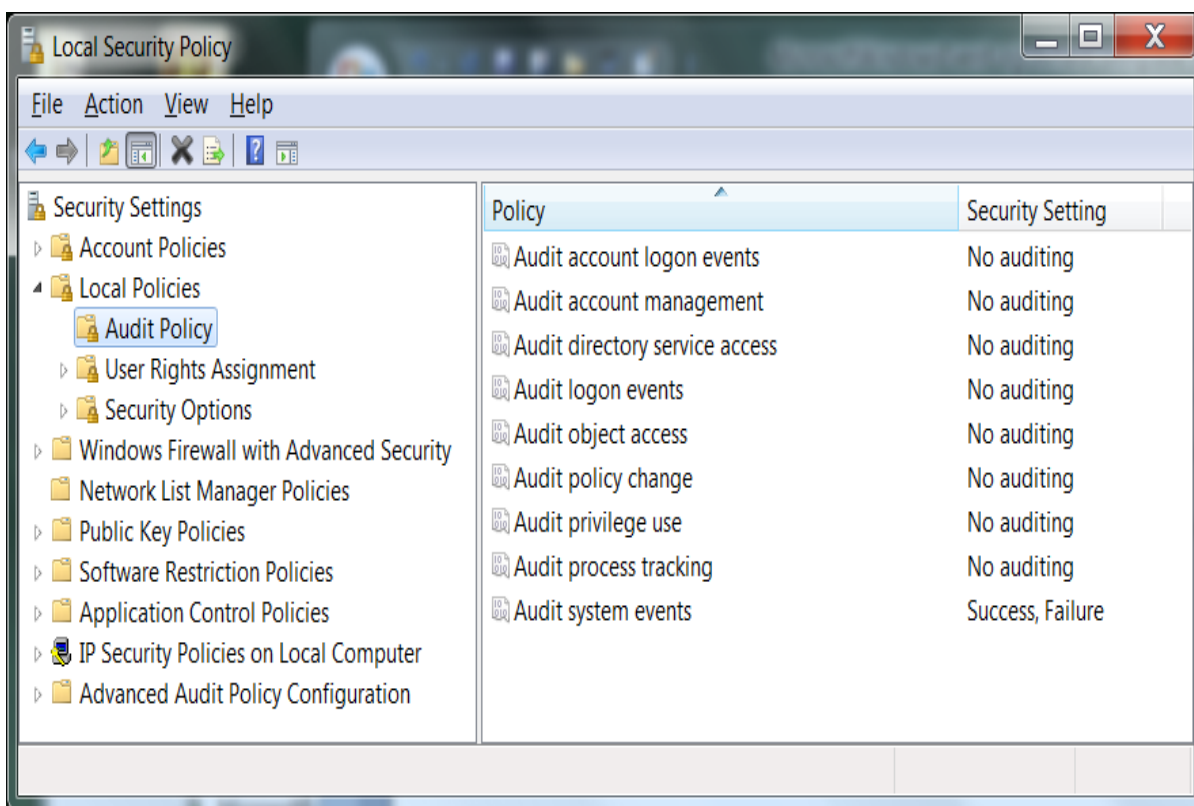 Local Security Policy
File Action View Help
Security Settings
Account Policies
Local Policies
Audit Policy
User Rights Assignment
Security Options
Windows Firewall with Advanced Security
Network List Manager Policies
Public Key Policies
Software Restriction Policies
Application Control Policies
IP Security Policies on Local Computer
Advanced Audit Policy Configuration
Policy Security Setting
Audit account logon events No auditing
Audit account management No auditing
Audit directory service access No auditing
Audit logon events No auditing
Audit object access No auditing
Audit policy change No auditing
Audit privilege use No auditing
Audit process tracking No auditing
Audit system events Success, Failure